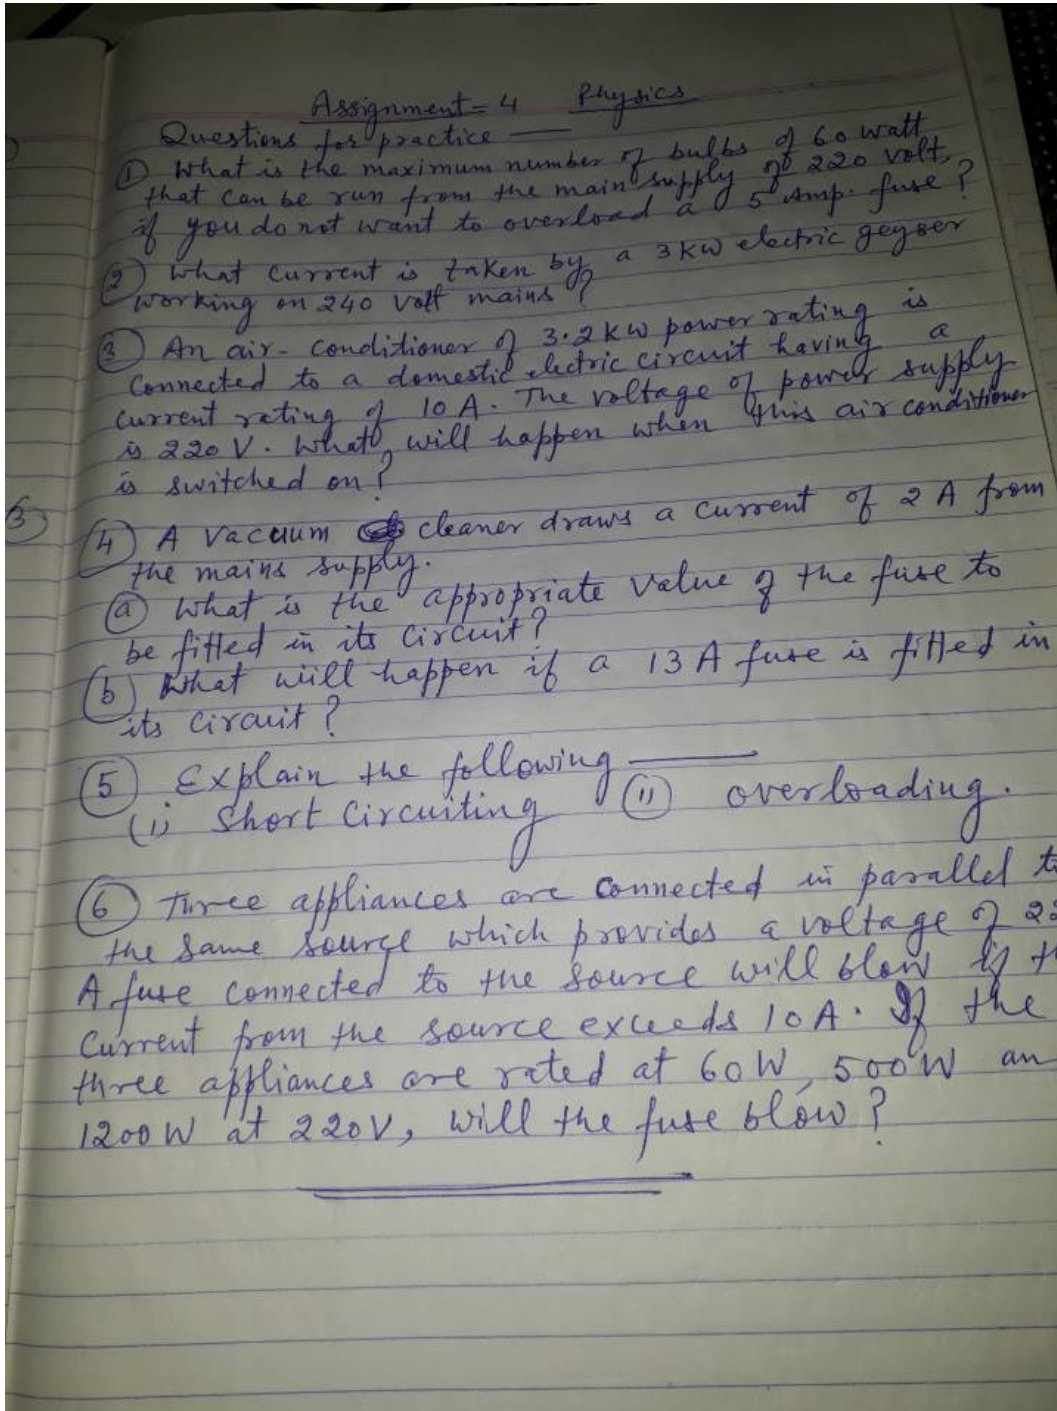 Assignment = 4 Physics
Questions for practice —
① What is the maximum number of bulbs of 60 watt
that can be run from the main supply of 220 volt,
if you do not want to overload a 5 Amp. fuse?
② What current is taken by a 3 KW electric geyser
working on 240 volt mains?
③ An air-conditioner of 3.2 KW power rating is
connected to a domestic electric circuit having a
current rating of 10 A. The voltage of power supply
is 220 V. What will happen when this air conditioner
is switched on?
③
④ A vacuum cleaner draws a current of 2 A from
the mains supply.
ⓐ What is the appropriate value of the fuse to
be fitted in its circuit?
ⓑ What will happen if a 13 A fuse is fitted in
its circuit?
⑤ Explain the following —
(i) Short Circuiting (ii) overloading.
⑥ Three appliances are connected in parallel
the same source which provides a voltage of
A fuse connected to the source will blow if
current from the source exceeds 10 A. If the
three appliances are rated at 60 W, 500 W an
1200 W at 220 V, will the fuse blow?